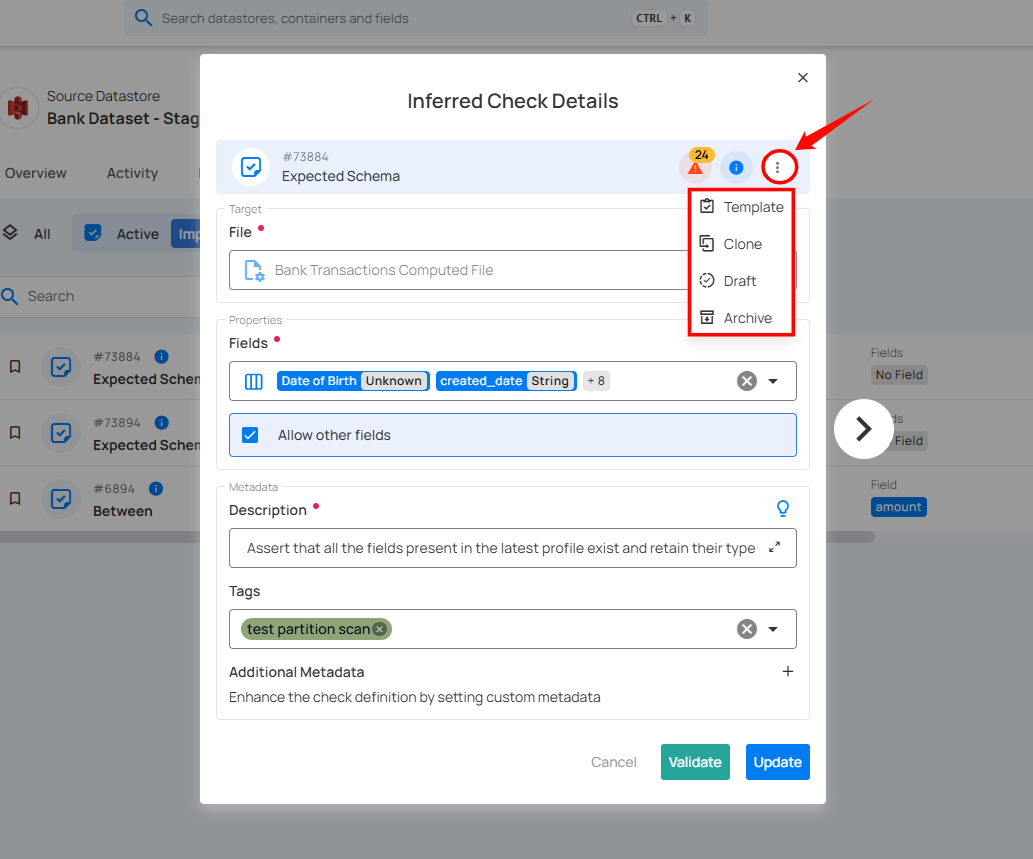 Search datastores, containers and fields
CTRL + K
Source Datastore
Bank Dataset - Stag
Overview
Activity
All
Active
Imp
Search
#73884
Expected Schem
#73894
Expected Schem
#6894
Between
Inferred Check Details
#73884
Expected Schema
24
Template
Clone
Draft
Archive
Target
File
Bank Transactions Computed File
Properties
Fields
Date of Birth Unknown created_date String + 8
Allow other fields
Metadata
Description
Assert that all the fields present in the latest profile exist and retain their type
Tags
test partition scan
Additional Metadata
Enhance the check definition by setting custom metadata
Cancel
Validate
Update
Fields
No Field
ds
Field
Field
amount